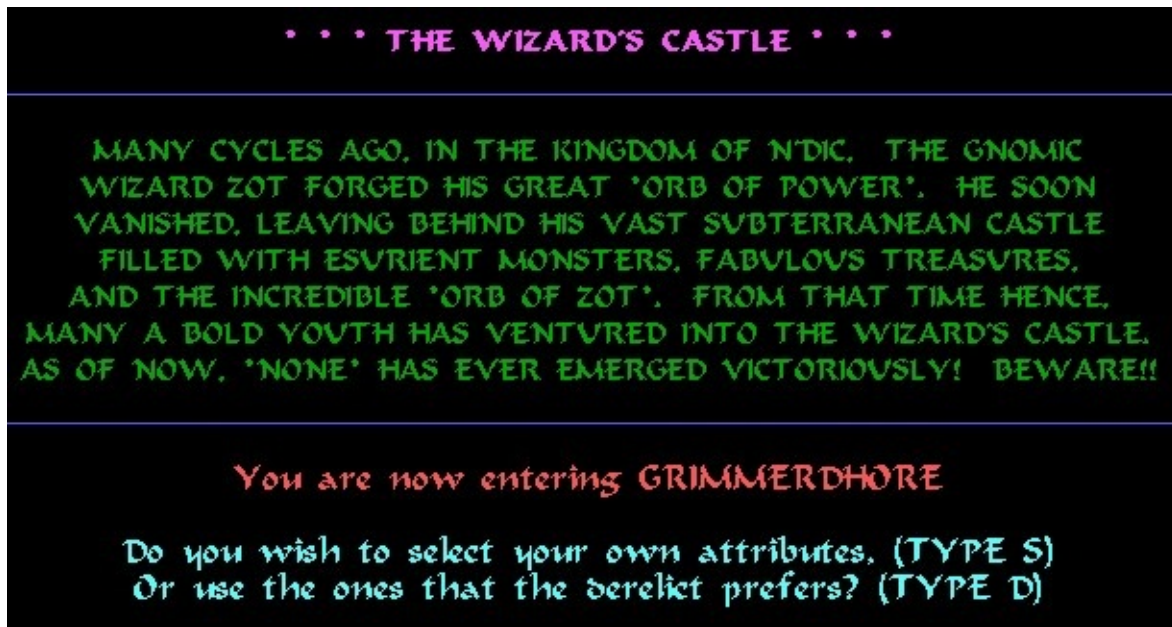 * * * THE WIZARD'S CASTLE * * *
MANY CYCLES AGO, IN THE KINGDOM OF N'DIC, THE GNOMIC
WIZARD ZOT FORGED HIS GREAT *ORB OF POWER*. HE SOON
VANISHED, LEAVING BEHIND HIS VAST SUBTERRANEAN CASTLE
FILLED WITH ESURIENT MONSTERS, FABULOUS TREASURES,
AND THE INCREDIBLE *ORB OF ZOT*. FROM THAT TIME HENCE,
MANY A BOLD YOUTH HAS VENTURED INTO THE WIZARD'S CASTLE.
AS OF NOW, *NONE* HAS EVER EMERGED VICTORIOUSLY! BEWARE!!
You are now entering GRIMMERDHORE
Do you wish to select your own attributes, (TYPE S)
Or use the ones that the derelict prefers? (TYPE D)